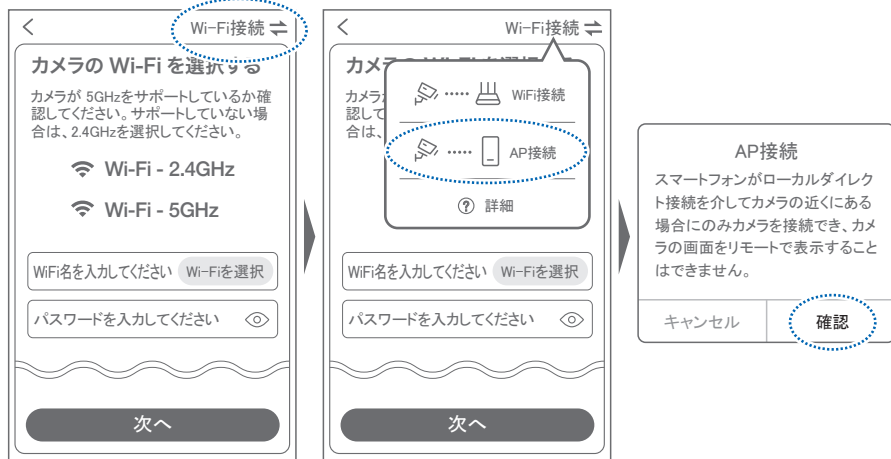 Wi-Fi接続
カメラの Wi-Fi を選択する
カメラが 5GHzをサポートしているか確
認してください。サポートしていない場
合は、2.4GHzを選択してください。
Wi-Fi - 2.4GHz
Wi-Fi - 5GHz
WiFi名を入力してください Wi-Fiを選択
パスワードを入力してください
次へ
Wi-Fi接続
カメラ
カメラ
認して
合は、
WiFi接続
AP接続
詳細
WiFi名を入力してください Wi-Fiを選択
パスワードを入力してください
次へ
AP接続
スマートフォンがローカルダイレク
ト接続を介してカメラの近くにある
場合にのみカメラを接続でき、カメ
ラの画面をリモートで表示すること
はできません。
キャンセル 確認